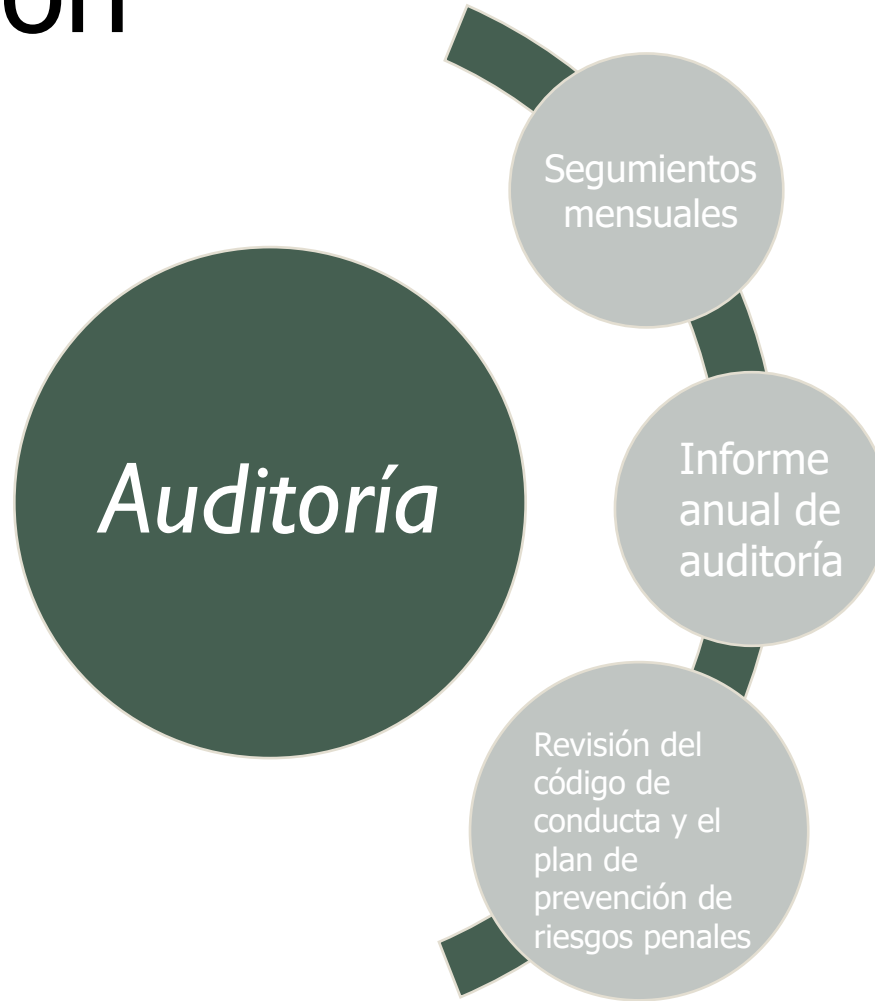 Segumientos
mensuales
Auditoría
Informe
anual de
auditoría
Revisión del
código de
conducta y el
plan de
prevención de
riesgos penales